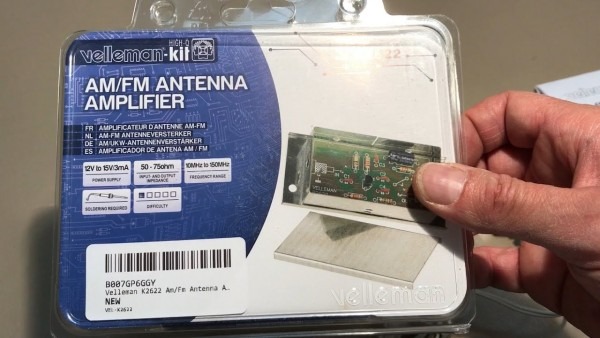 HIGH-Q
velleman-kit
AM/FM ANTENNA
AMPLIFIER
FR AMPLIFICATEUR D'ANTENNE AM-FM
NL AM-FM ANTENNEVERSTERKER
DE AM/UKW-ANTENNENVERSTÄRKER
ES AMPLIFICADOR DE ANTENA AM / FM
12V to 15V/3mA
POWER SUPPLY
50 - 75ohm
INPUT- AND OUTPUT
IMPEDANCE
10MHz to 150MHz
FREQUENCY RANGE
SOLDERING REQUIRED
DIFFICULTY
B007GP6GGY
Velleman K2622 Am/Fm Antenna A…
NEW
VEL-K2622
VELLEMAN
velleman